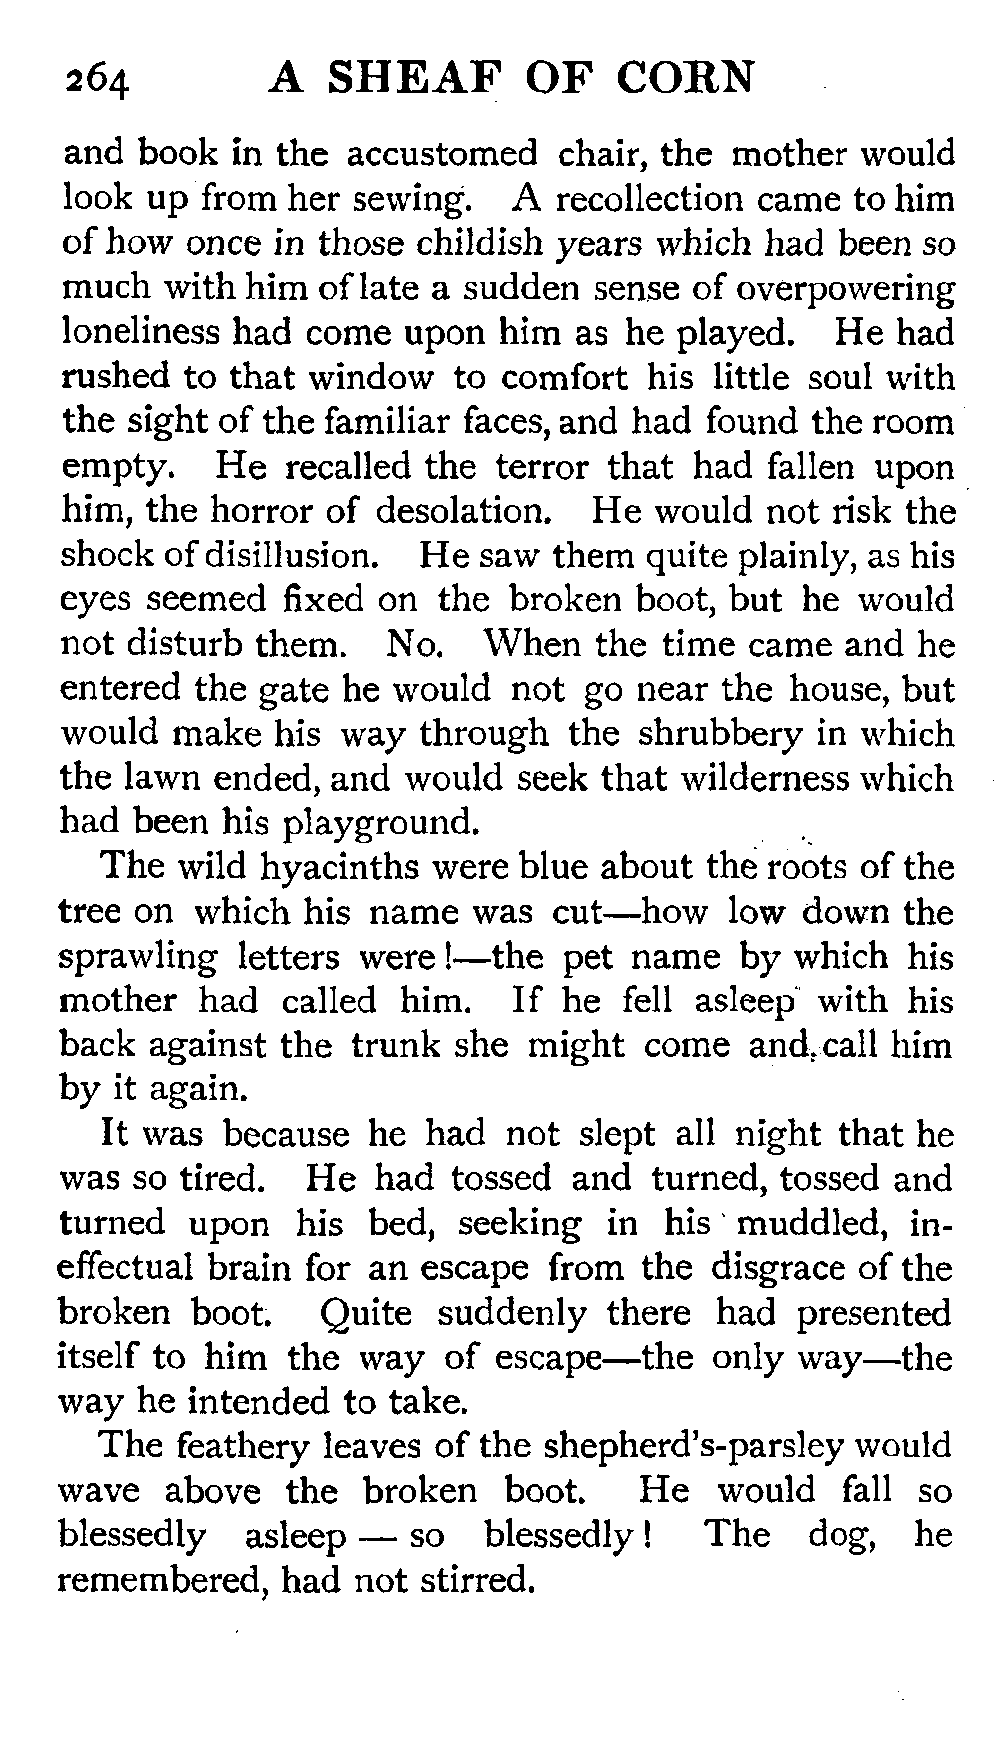 264 A SHEAF OF CORN
and book in the accustomed chair, the mother would
look up from her sewing. A recollection came to him
of how once in those childish years which had been so
much with him of late a sudden sense of overpowering
loneliness had come upon him as he played. He had
rushed to that window to comfort his little soul with
the sight of the familiar faces, and had found the room
empty. He recalled the terror that had fallen upon
him, the horror of desolation. He would not risk the
shock of disillusion. He saw them quite plainly, as his
eyes seemed fixed on the broken boot, but he would
not disturb them. No. When the time came and he
entered the gate he would not go near the house, but
would make his way through the shrubbery in which
the lawn ended, and would seek that wilderness which
had been his playground.
The wild hyacinths were blue about the roots of the
tree on which his name was cut—how low down the
sprawling letters were!—the pet name by which his
mother had called him. If he fell asleep with his
back against the trunk she might come and call him
by it again.
It was because he had not slept all night that he
was so tired. He had tossed and turned, tossed and
turned upon his bed, seeking in his muddled, in-
effectual brain for an escape from the disgrace of the
broken boot. Quite suddenly there had presented
itself to him the way of escape—the only way—the
way he intended to take.
The feathery leaves of the shepherd's-parsley would
wave above the broken boot. He would fall so
blessedly asleep — so blessedly! The dog, he
remembered, had not stirred.